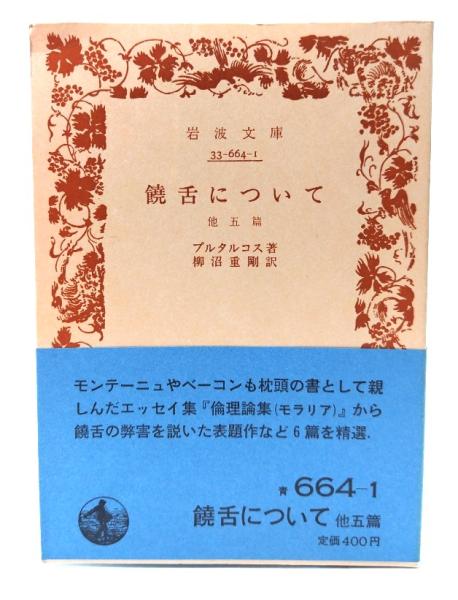 岩波文庫
33-664-1
饒舌について
他五篇
プルタルコス著
柳沼重剛訳
モンテーニュやベーコンも枕頭の書として親
しんだエッセイ集『倫理論集(モラリア)』から
饒舌の弊害を説いた表題作など6篇を精選.
青 664-1
饒舌について 他五篇
定価400円